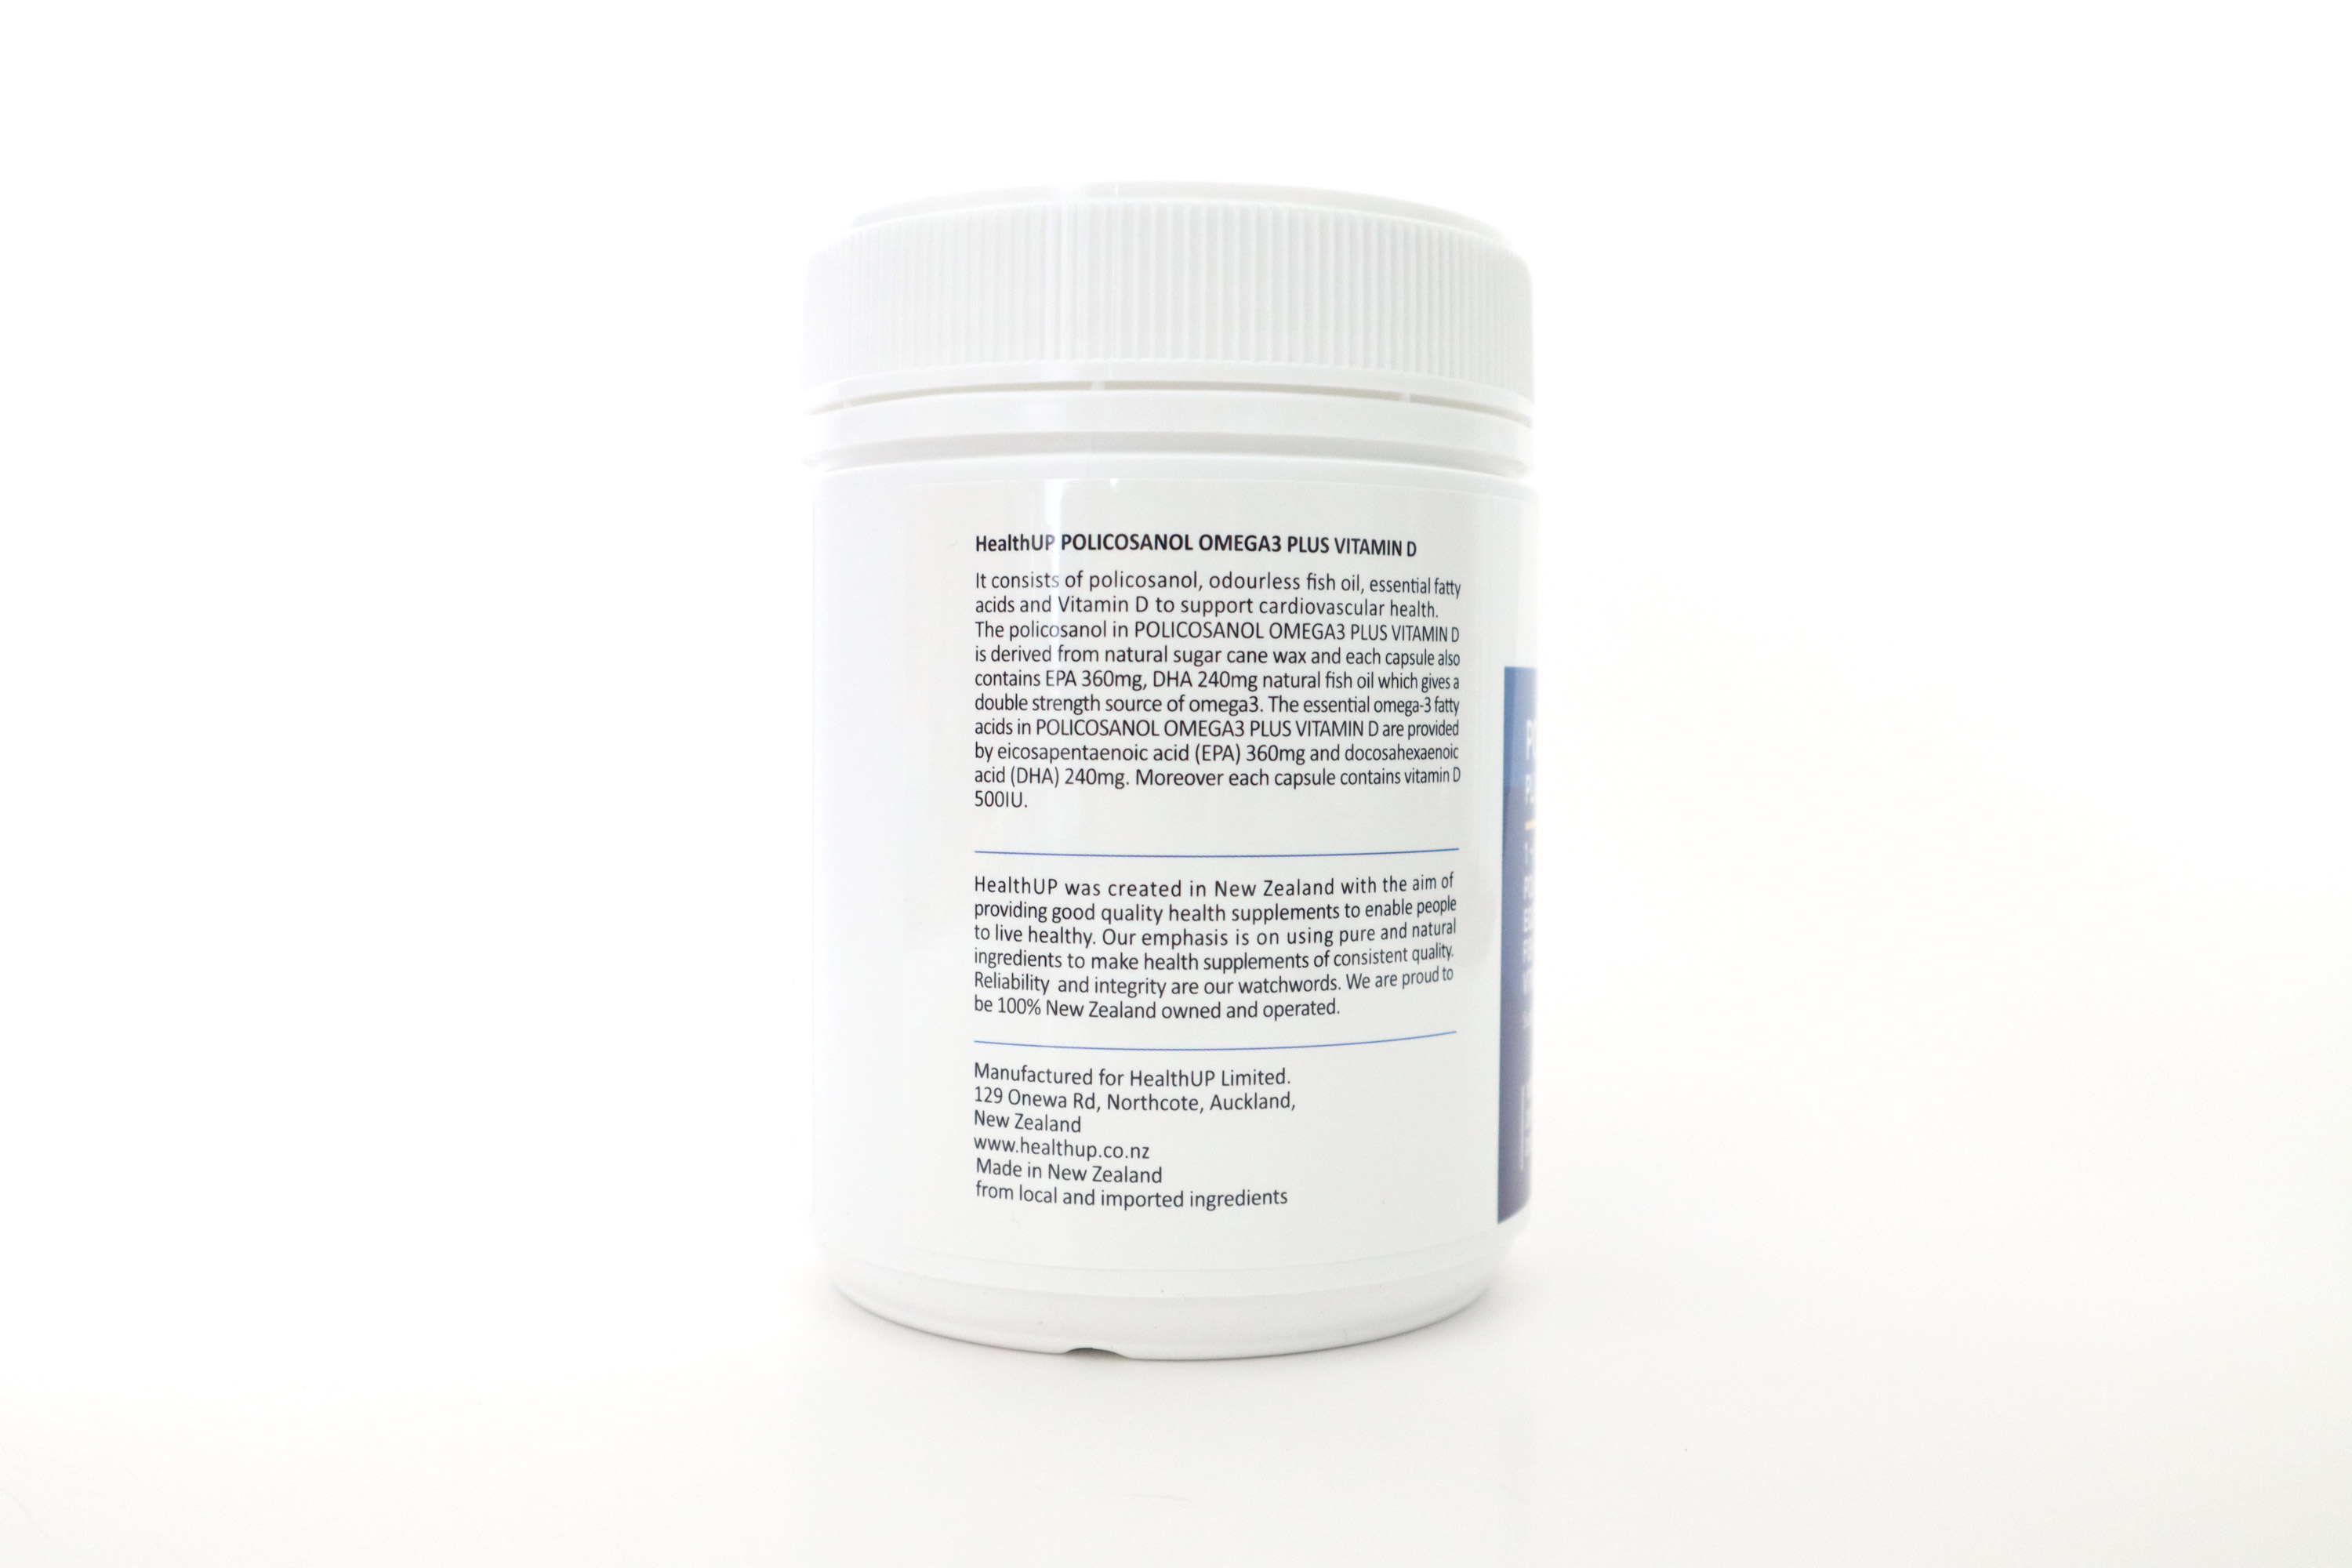 HealthUP POLICOSANOL OMEGA3 PLUS VITAMIN D
It consists of policosanol, odourless fish oil, essential fatty
acids and Vitamin D to support cardiovascular health.
The policosanol in POLICOSANOL OMEGA3 PLUS VITAMIN D
is derived from natural sugar cane wax and each capsule also
contains EPA 360mg, DHA 240mg natural fish oil which gives a
double strength source of omega3. The essential omega-3 fatty
acids in POLICOSANOL OMEGA3 PLUS VITAMIN D are provided
by eicosapentaenoic acid (EPA) 360mg and docosahexaenoic
acid (DHA) 240mg. Moreover each capsule contains vitamin D
500IU.
HealthUP was created in New Zealand with the aim of
providing good quality health supplements to enable people
to live healthy. Our emphasis is on using pure and natural
ingredients to make health supplements of consistent quality.
Reliability and integrity are our watchwords. We are proud to
be 100% New Zealand owned and operated.
Manufactured for HealthUP Limited.
129 Onewa Rd, Northcote, Auckland,
New Zealand
www.healthup.co.nz
Made in New Zealand
from local and imported ingredients